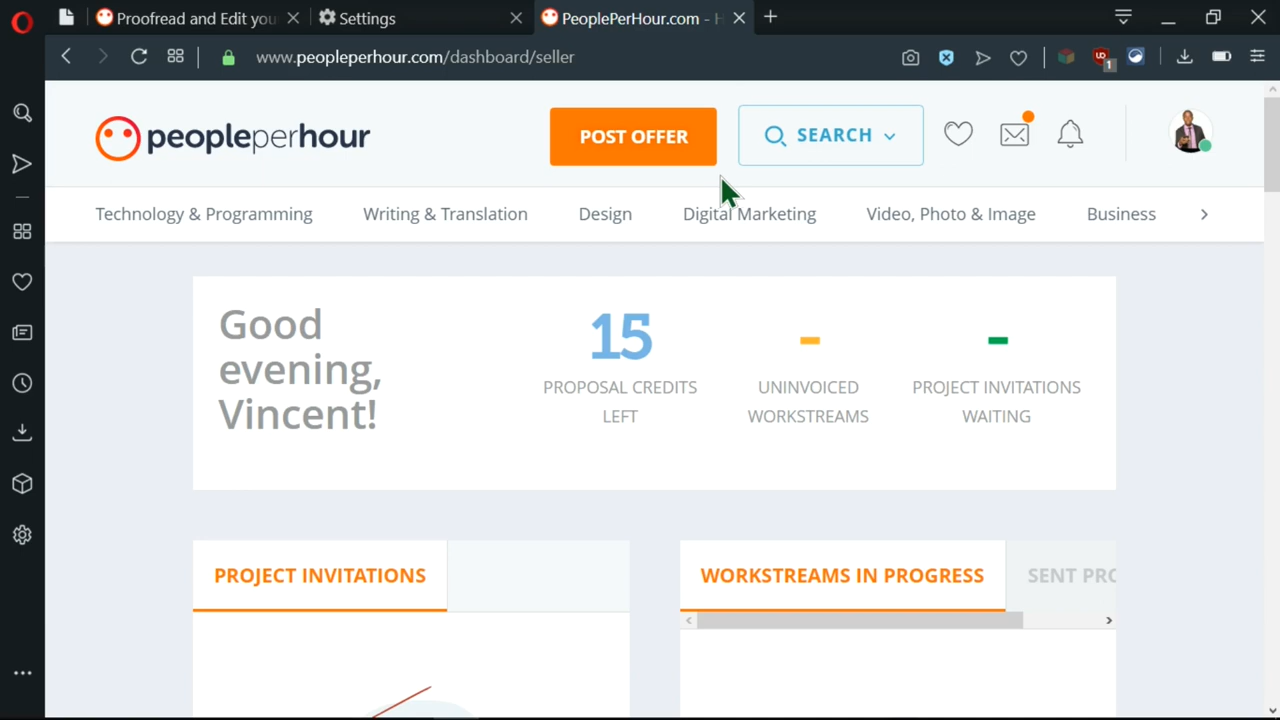 Proofread and Edit you
Settings
PeoplePerHour.com - H
www.peopleperhour.com/dashboard/seller
1
peopleperhour
POST OFFER
SEARCH
Technology & Programming
Writing & Translation
Design
Digital Marketing
Video, Photo & Image
Business
Good
evening,
Vincent!
15
PROPOSAL CREDITS
LEFT
-
UNINVOICED
WORKSTREAMS
-
PROJECT INVITATIONS
WAITING
PROJECT INVITATIONS
WORKSTREAMS IN PROGRESS
SENT PRO